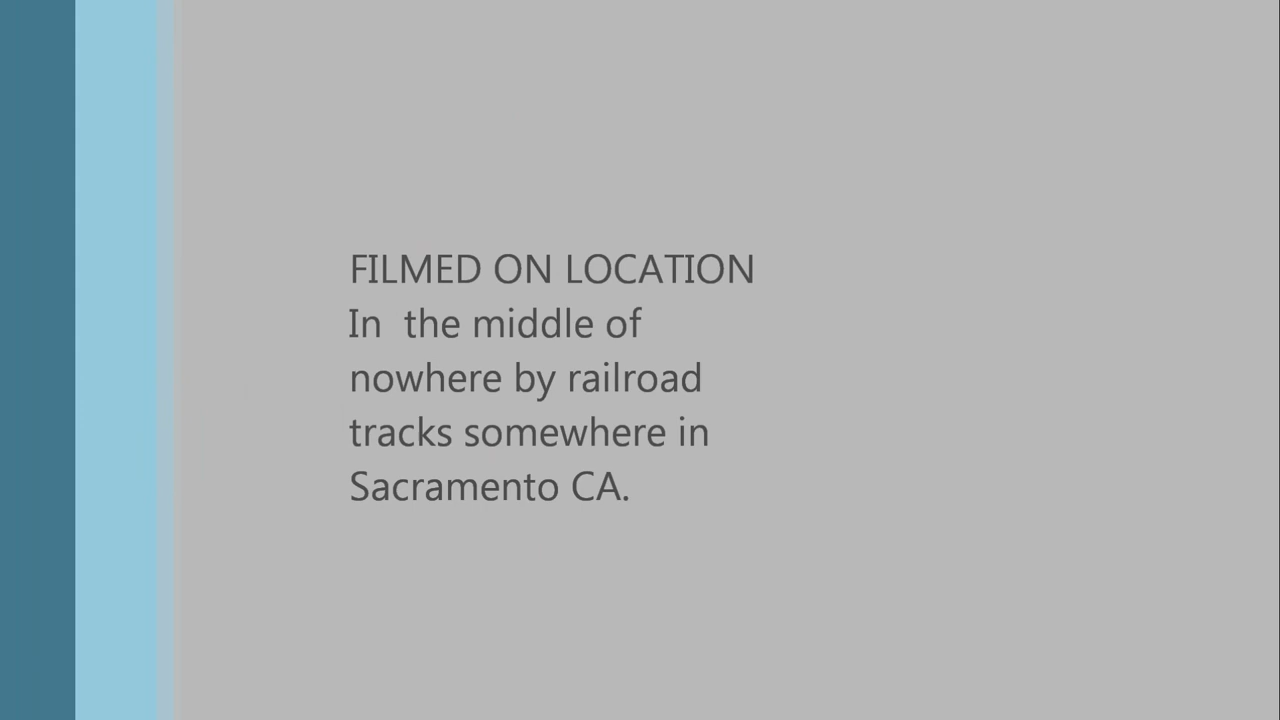 FILMED ON LOCATION
In  the middle of
nowhere by railroad
tracks somewhere in
Sacramento CA.